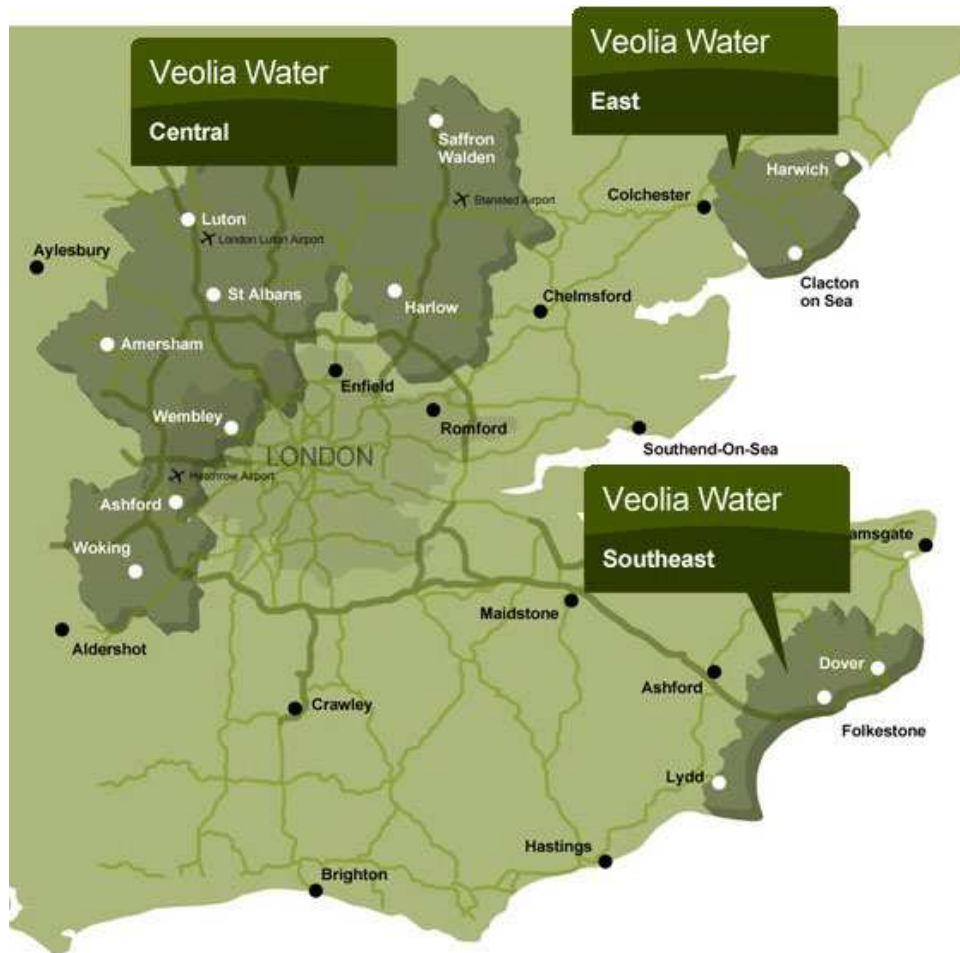 Veolia Water
East
Veolia Water
Central
Saffron
Walden
Harwich
Stansted Airport
Colchester
Luton
London Luton Airport
Aylesbury
Clacton
on Sea
St Albans
Harlow
Chelmsford
Amersham
Enfield
Wembley
Romford
Southend-On-Sea
LONDON
Heathrow Airport
Veolia Water
Southeast
Ashford
amsgate
Woking
Maidstone
Aldershot
Dover
Ashford
Crawley
Folkestone
Lydd
Hastings
Brighton